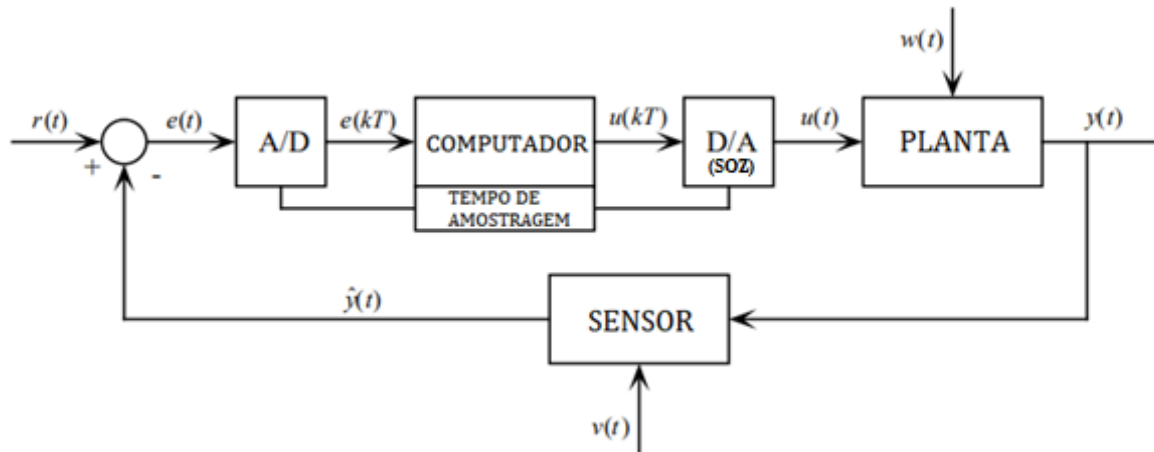 w(t)
r(t)
e(t)
A/D
e(kT)
COMPUTADOR
u(kT)
D/A
(SOZ)
u(t)
PLANTA
y(t)
+
-
TEMPO DE
AMOSTRAGEM
ŷ(t)
SENSOR
v(t)